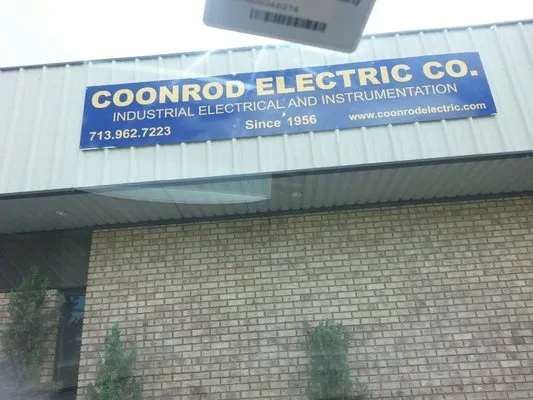 COONROD ELECTRIC CO.
INDUSTRIAL ELECTRICAL AND INSTRUMENTATION
713.962.7223 Since 1956 www.coonrodelectric.com